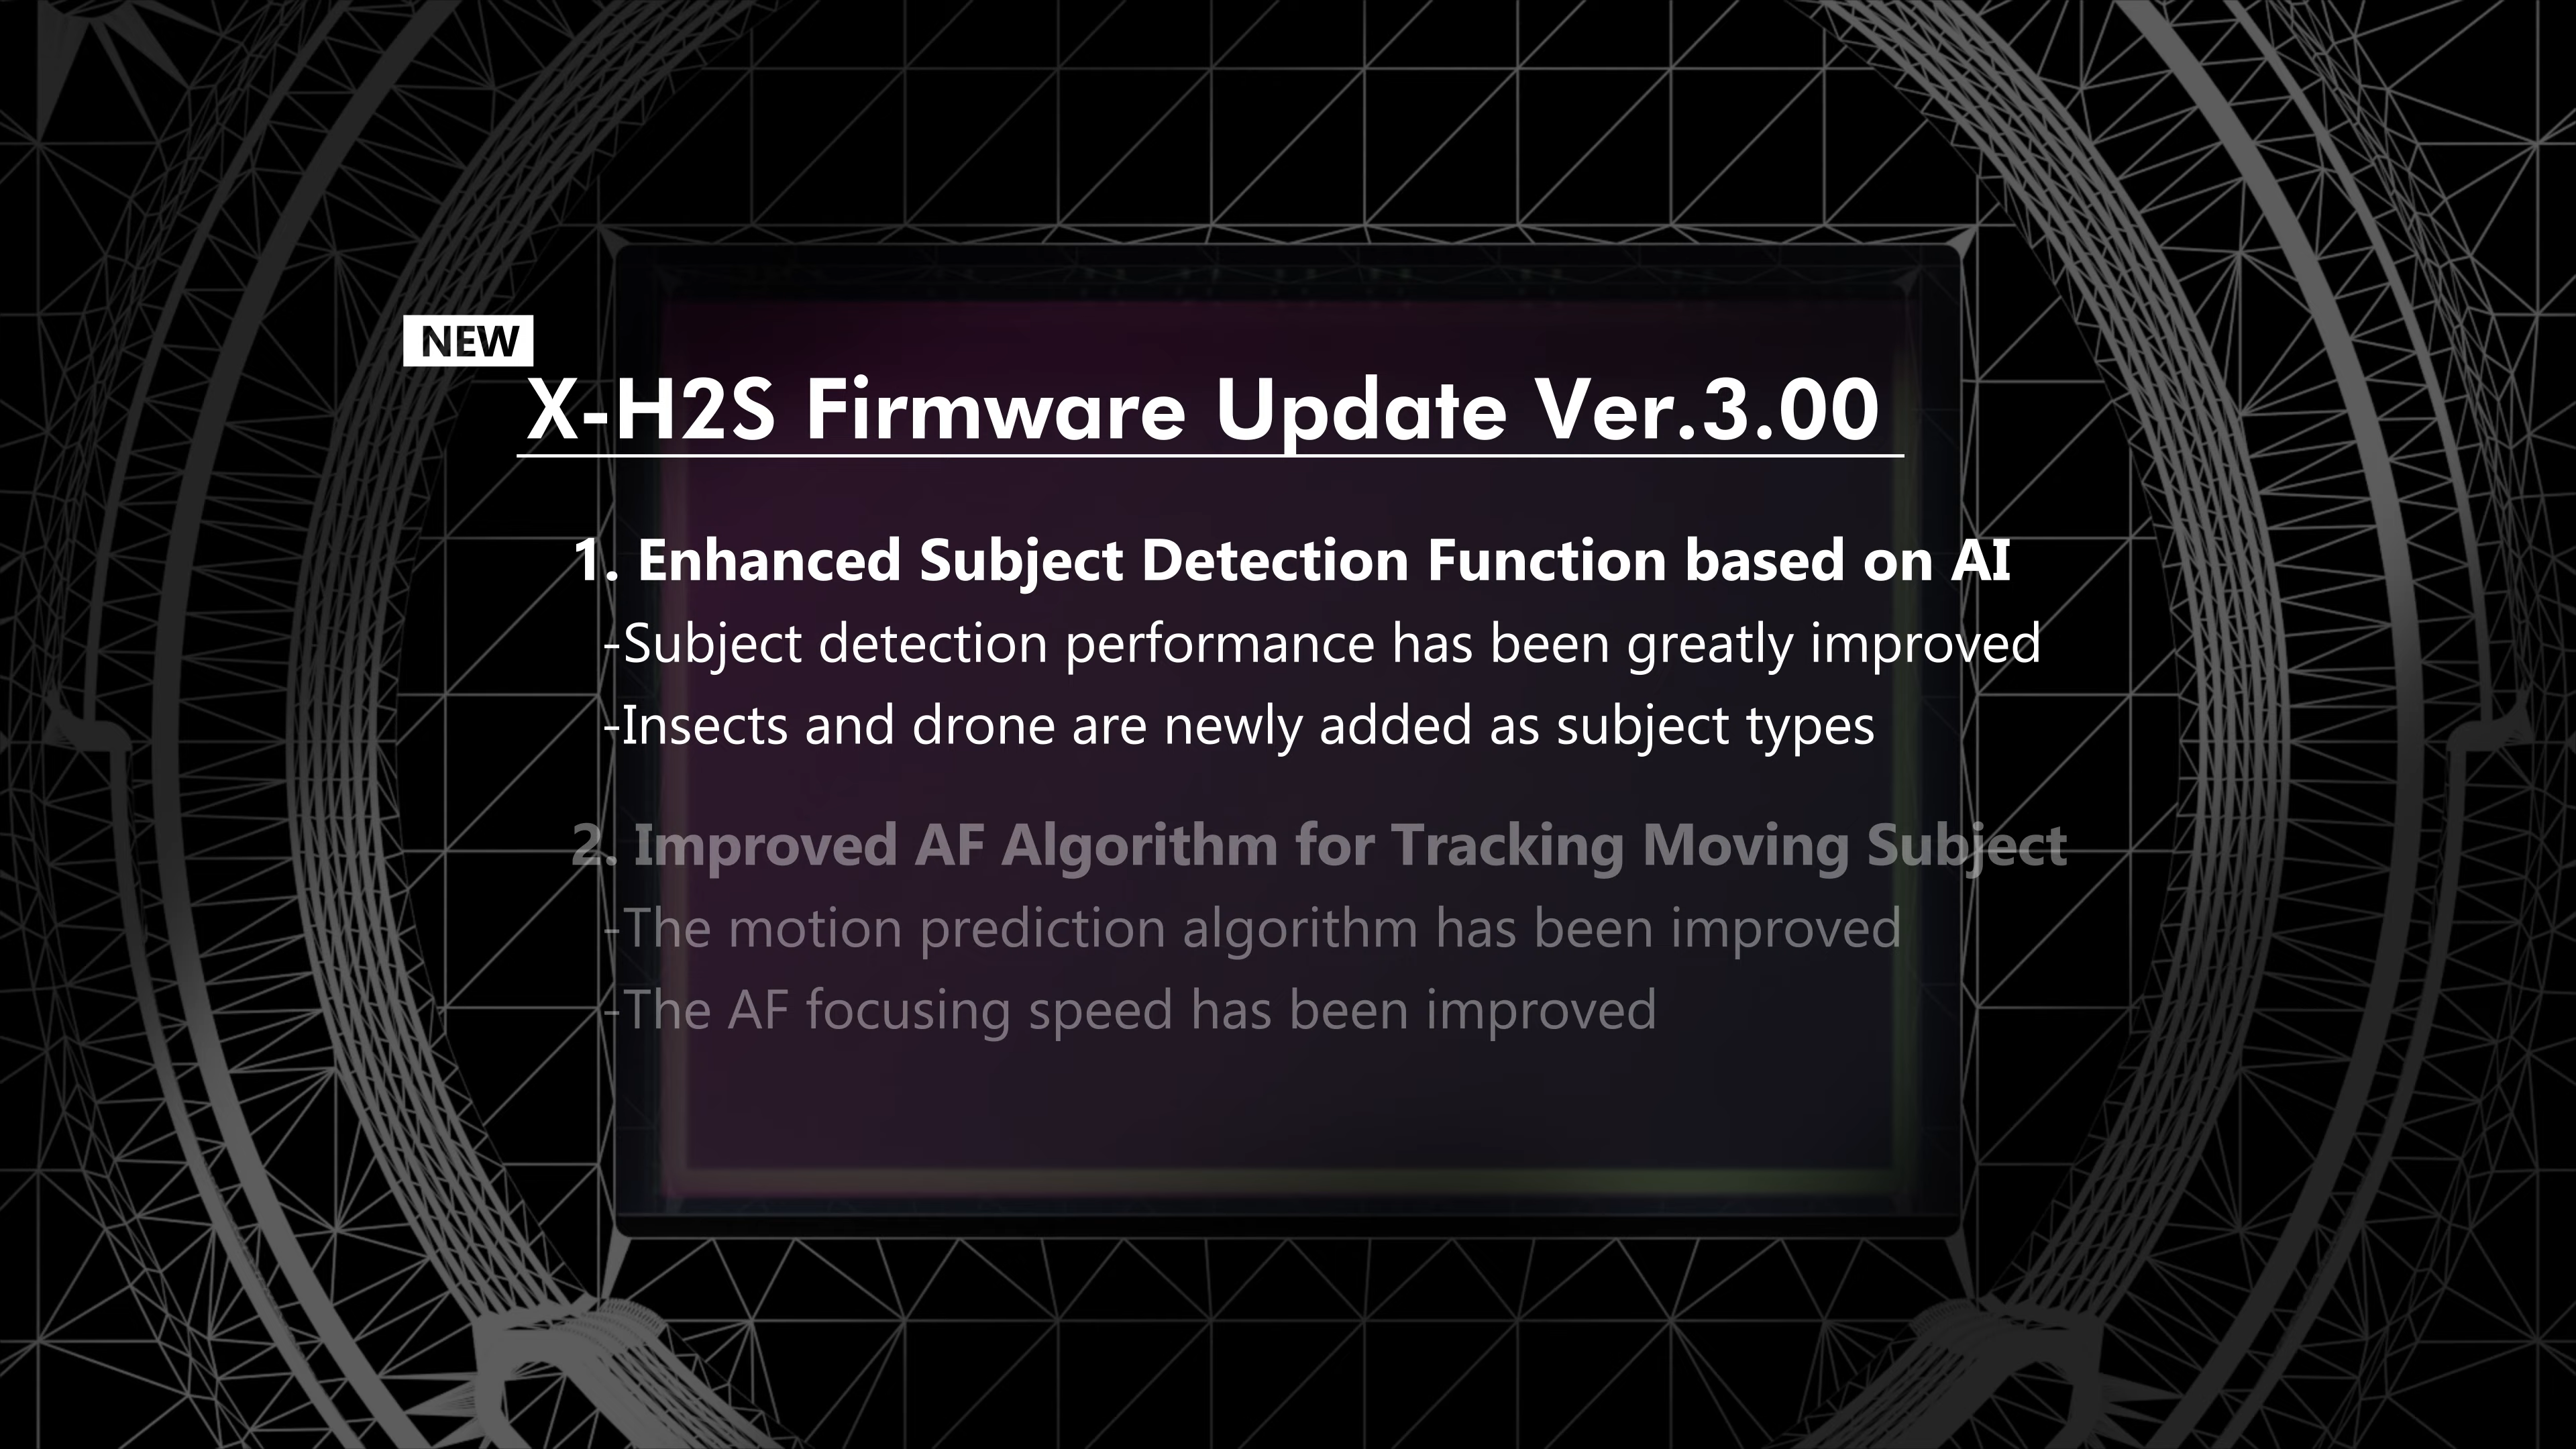 NEW
X-H2S Firmware Update Ver.3.00
1. Enhanced Subject Detection Function based on AI
-Subject detection performance has been greatly improved
-Insects and drone are newly added as subject types
2. Improved AF Algorithm for Tracking Moving Subject
-The motion prediction algorithm has been improved
-The AF focusing speed has been improved